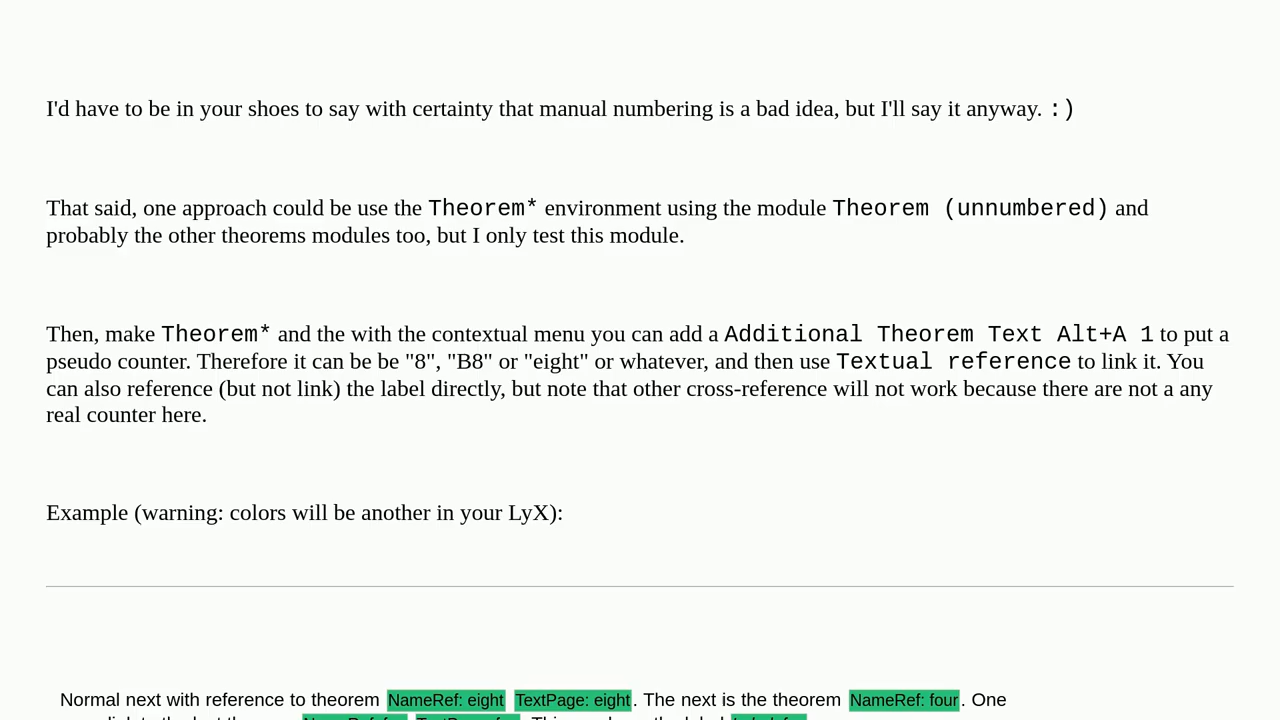 I'd have to be in your shoes to say with certainty that manual numbering is a bad idea, but I'll say it anyway. :)
That said, one approach could be use the Theorem* environment using the module Theorem (unnumbered) and
probably the other theorems modules too, but I only test this module.
Then, make Theorem* and the with the contextual menu you can add a Additional Theorem Text Alt+A 1 to put a
pseudo counter. Therefore it can be be "8", "B8" or "eight" or whatever, and then use Textual reference to link it. You
can also reference (but not link) the label directly, but note that other cross-reference will not work because there are not a any
real counter here.
Example (warning: colors will be another in your LyX):
Normal next with reference to theorem NameRef: eight TextPage: eight. The next is the theorem NameRef: four. One